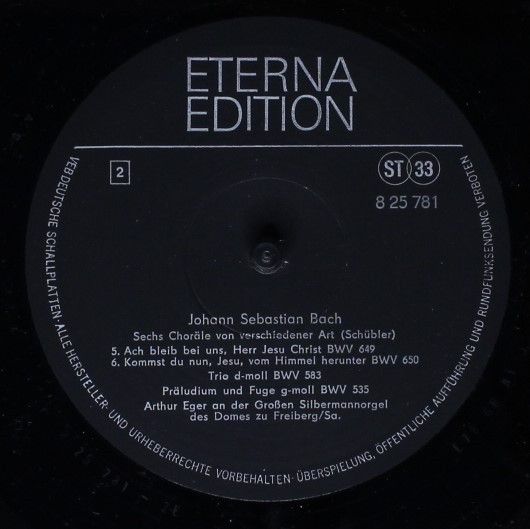 ETERNA
EDITION
2
ST 33
8 25 781
Johann Sebastian Bach
Sechs Choräle von verschiedener Art (Schübler)
5. Ach bleib bei uns, Herr Jesu Christ BWV 649
6. Kommst du nun, Jesu, vom Himmel herunter BWV 650
Trio d-moll BWV 583
Präludium und Fuge g-moll BWV 535
Arthur Eger an der Großen Silbermannorgel
des Domes zu Freiberg/Sa.
VEB DEUTSCHE SCHALLPLATTEN · ALLE HERSTELLER- UND URHEBERRECHTE VORBEHALTEN · ÜBERSPIELUNG, ÖFFENTLICHE AUFFÜHRUNG UND RUNDFUNKSENDUNG VERBOTEN